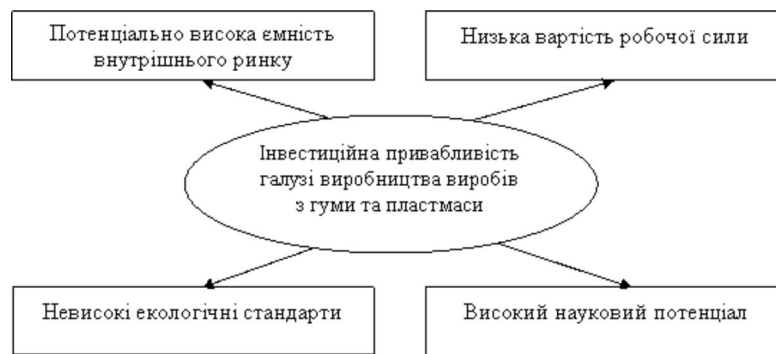 Потенціально висока ємність
внутрішнього ринку
Низька вартість робочої сили
Інвестиційна привабливість
галузі виробництва виробів
з гуми та пластмаси
Невисокі екологічні стандарти
Високий науковий потенціал